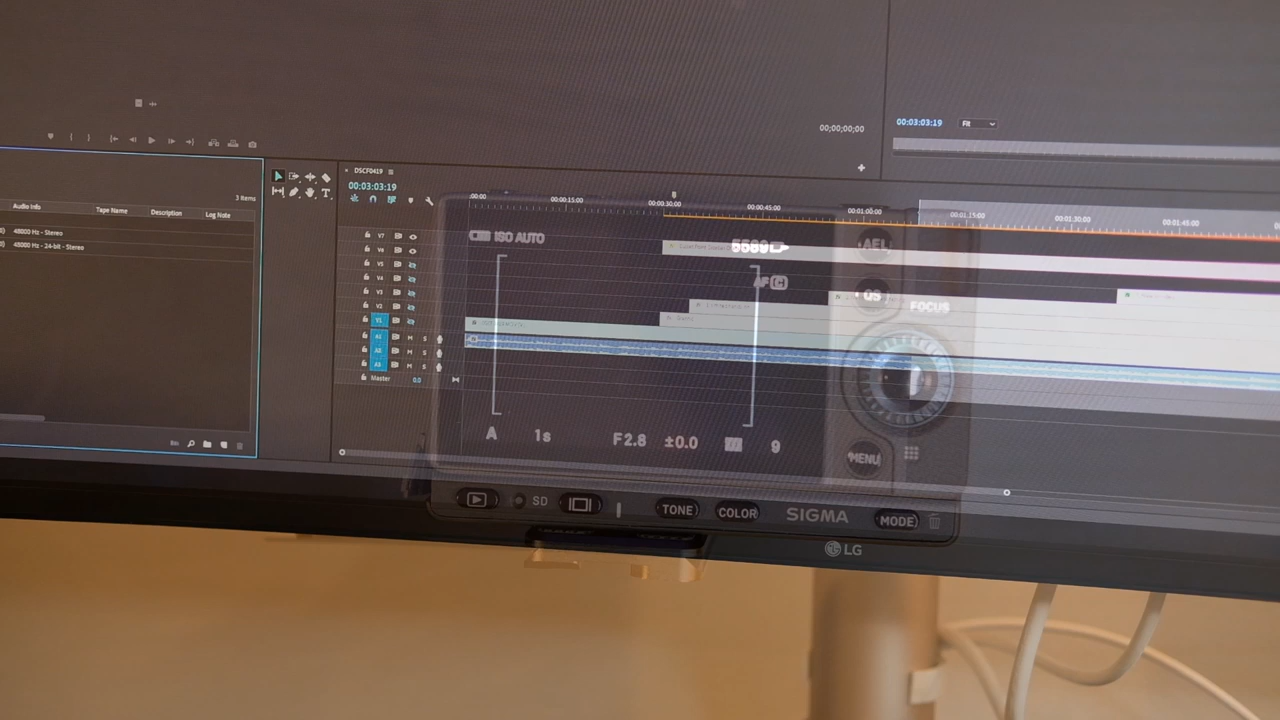 00;00;00;00
00:03:03:19
Fit
DSCF0419
00:03:03:19
3 Items
Audio Info
Tape Name
Description
Log Note
48000 Hz - Stereo
48000 Hz - 24-bit - Stereo
:00:00
00:00:15:00
00:00:30:00
00:00:45:00
00:01:00:00
00:01:15:00
00:01:30:00
00:01:45:00
V7
V6
V5
V4
V3
V2
V1
A1
M S
A2
M S
A3
M S
Master
0.0
ISO AUTO
AEL
AF C
QS
FOCUS
A
1s
F2.8
±0.0
9
MENU
SD
TONE
COLOR
SIGMA
MODE
LG